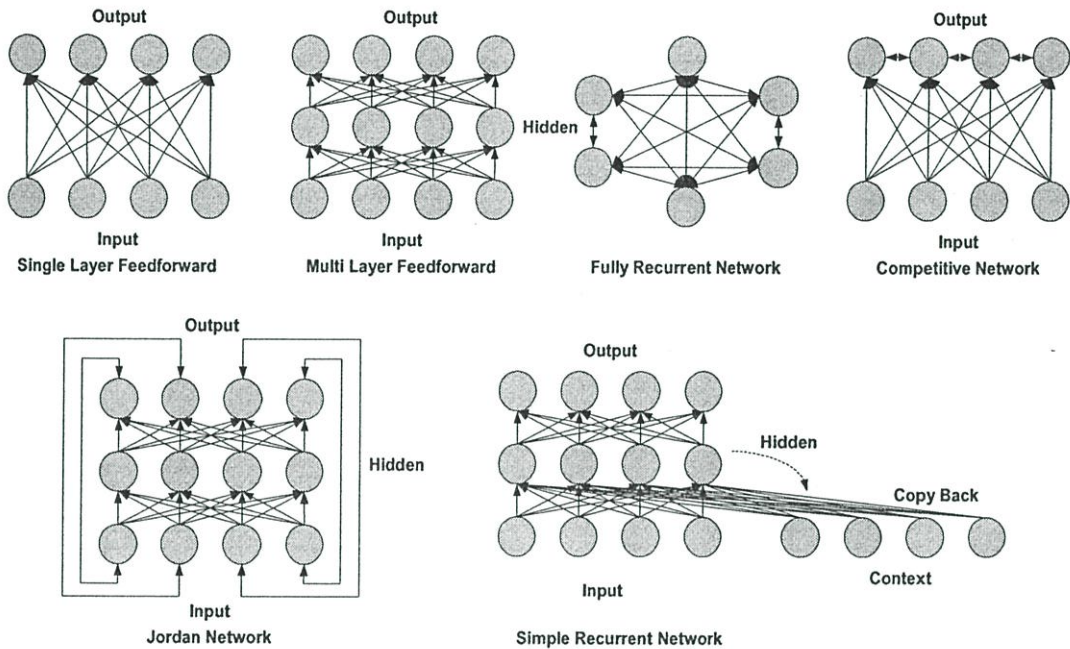 Output
Input
Single Layer Feedforward
Output
Hidden
Input
Multi Layer Feedforward
Fully Recurrent Network
Output
Input
Competitive Network
Output
Hidden
Input
Jordan Network
Output
Hidden
Copy Back
Context
Input
Simple Recurrent Network